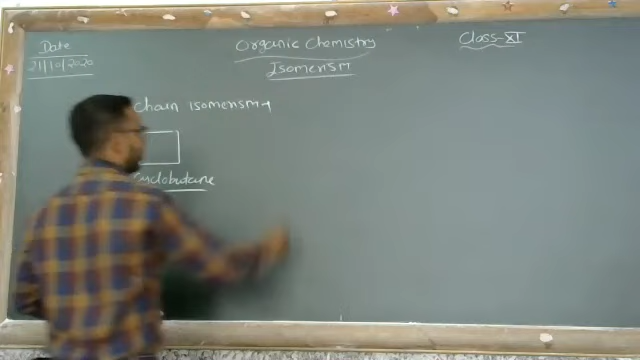 Date
21/10/2020
Organic Chemistry
Isomerism
Class-XI
Chain isomerism
Cyclobutane